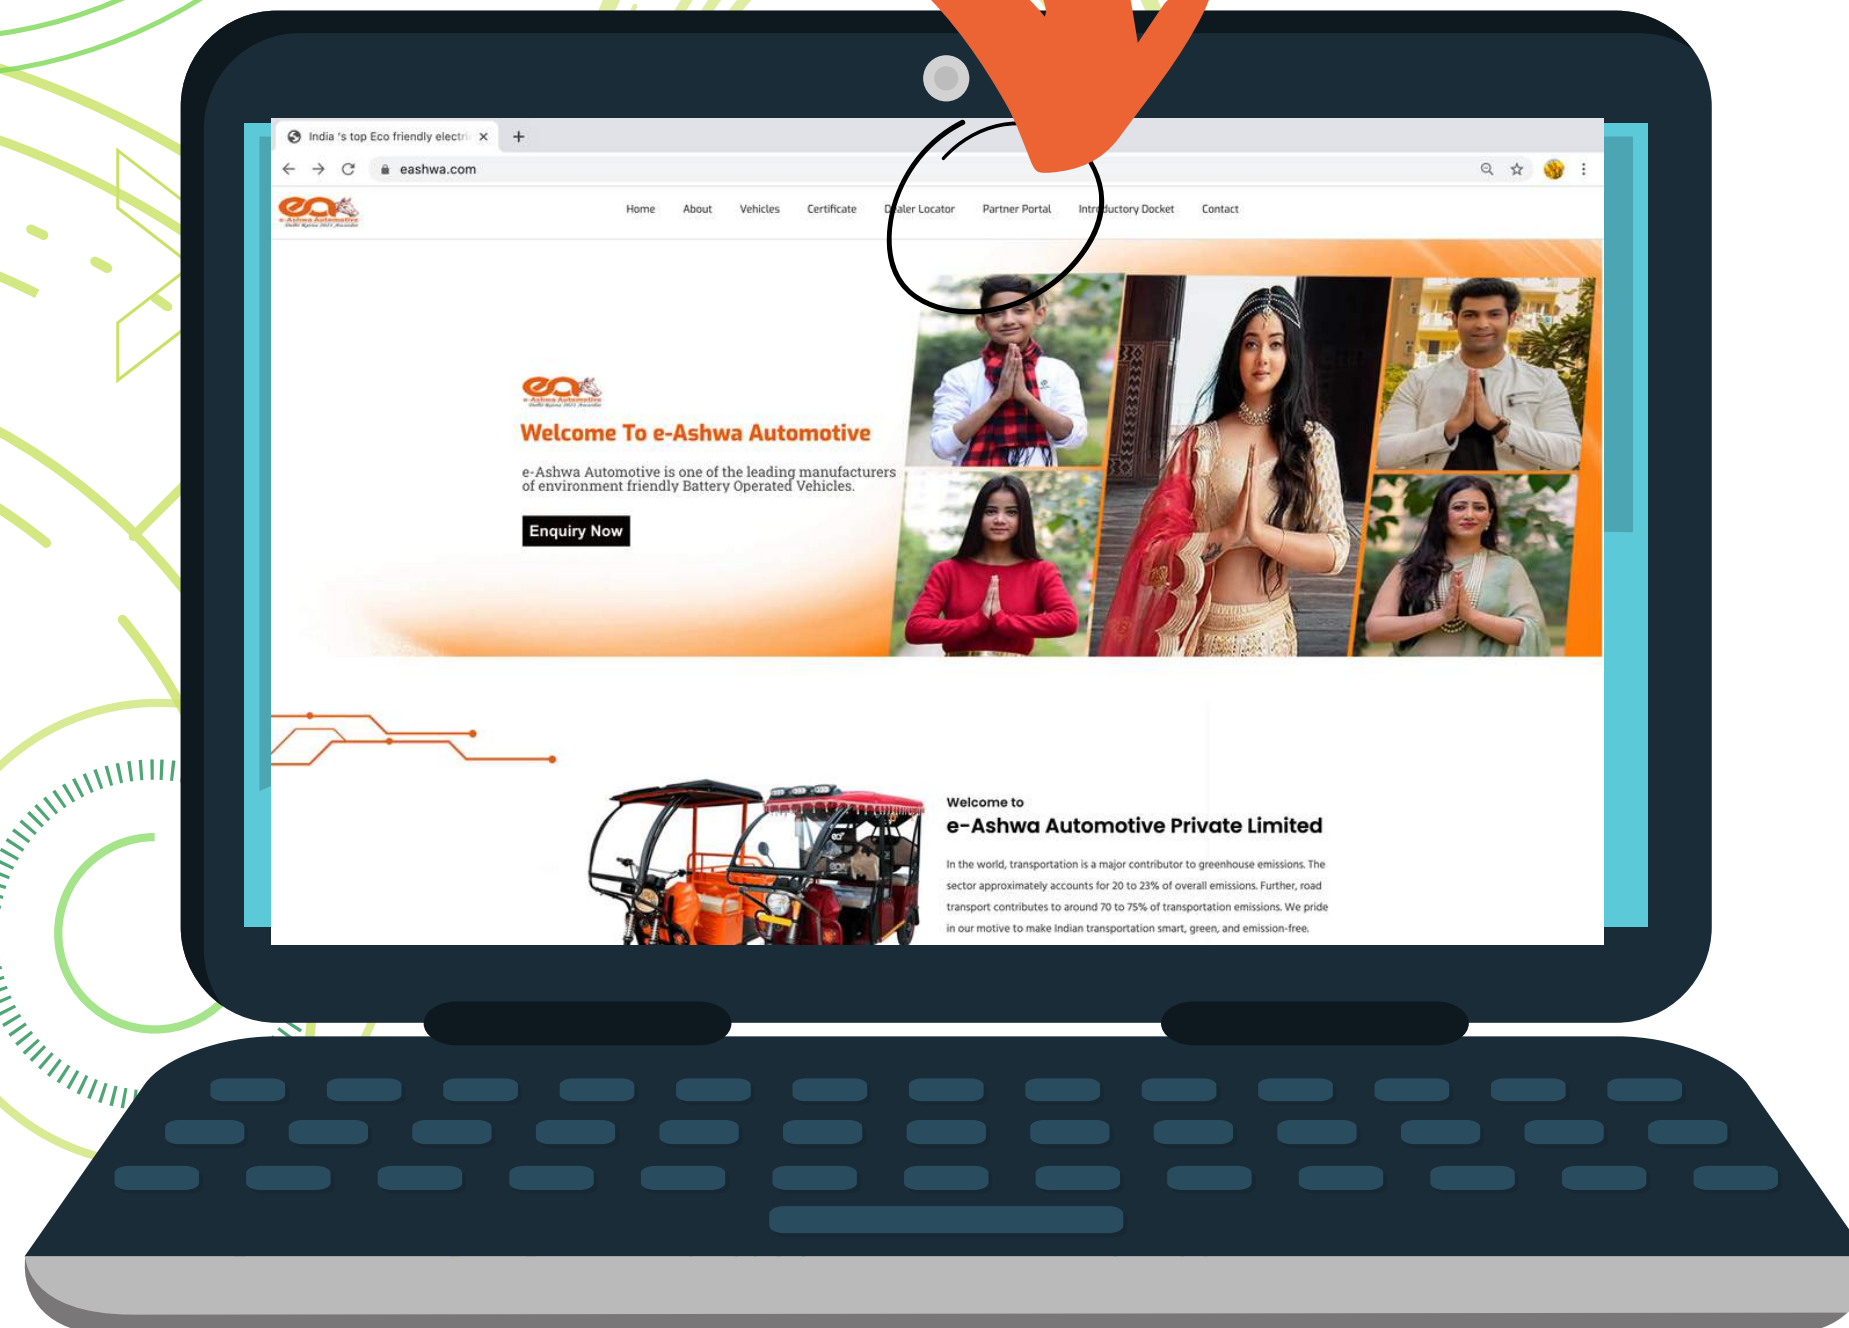 India 's top Eco friendly electri
eashwa.com
e-Ashwa Automotive
Home About Vehicles Certificate Dealer Locator Partner Portal Introductory Docket Contact
e-Ashwa Automotive
Welcome To e-Ashwa Automotive
e-Ashwa Automotive is one of the leading manufacturers
of environment friendly Battery Operated Vehicles.
Enquiry Now
Welcome to
e-Ashwa Automotive Private Limited
In the world, transportation is a major contributor to greenhouse emissions. The
sector approximately accounts for 20 to 23% of overall emissions. Further, road
transport contributes to around 70 to 75% of transportation emissions. We pride
in our motive to make Indian transportation smart, green, and emission-free.